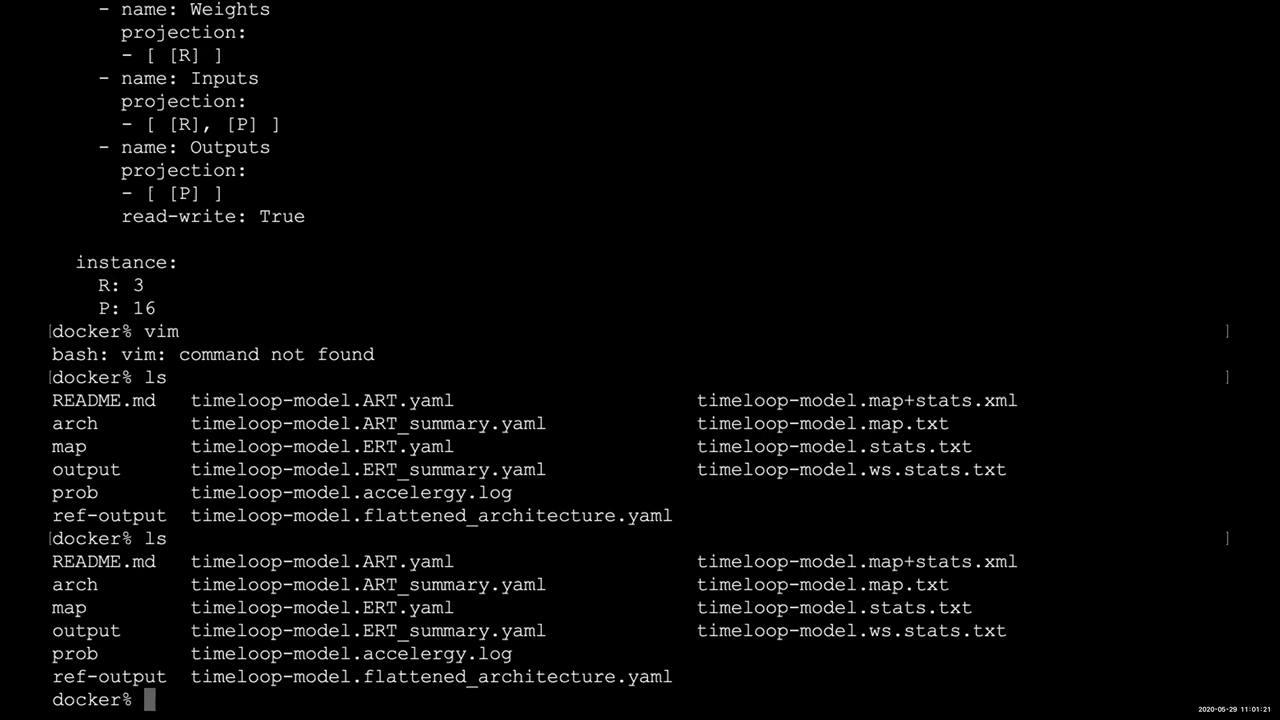 - name: Weights
      projection:
      - [ [R] ]
    - name: Inputs
      projection:
      - [ [R], [P] ]
    - name: Outputs
      projection:
      - [ [P] ]
      read-write: True

  instance:
    R: 3
    P: 16
[docker% vim ]
bash: vim: command not found
[docker% ls ]
README.md   timeloop-model.ART.yaml                     timeloop-model.map+stats.xml
arch        timeloop-model.ART_summary.yaml             timeloop-model.map.txt
map         timeloop-model.ERT.yaml                     timeloop-model.stats.txt
output      timeloop-model.ERT_summary.yaml             timeloop-model.ws.stats.txt
prob        timeloop-model.accelergy.log
ref-output  timeloop-model.flattened_architecture.yaml
[docker% ls ]
README.md   timeloop-model.ART.yaml                     timeloop-model.map+stats.xml
arch        timeloop-model.ART_summary.yaml             timeloop-model.map.txt
map         timeloop-model.ERT.yaml                     timeloop-model.stats.txt
output      timeloop-model.ERT_summary.yaml             timeloop-model.ws.stats.txt
prob        timeloop-model.accelergy.log
ref-output  timeloop-model.flattened_architecture.yaml
docker%
2020-05-29 11:01:21